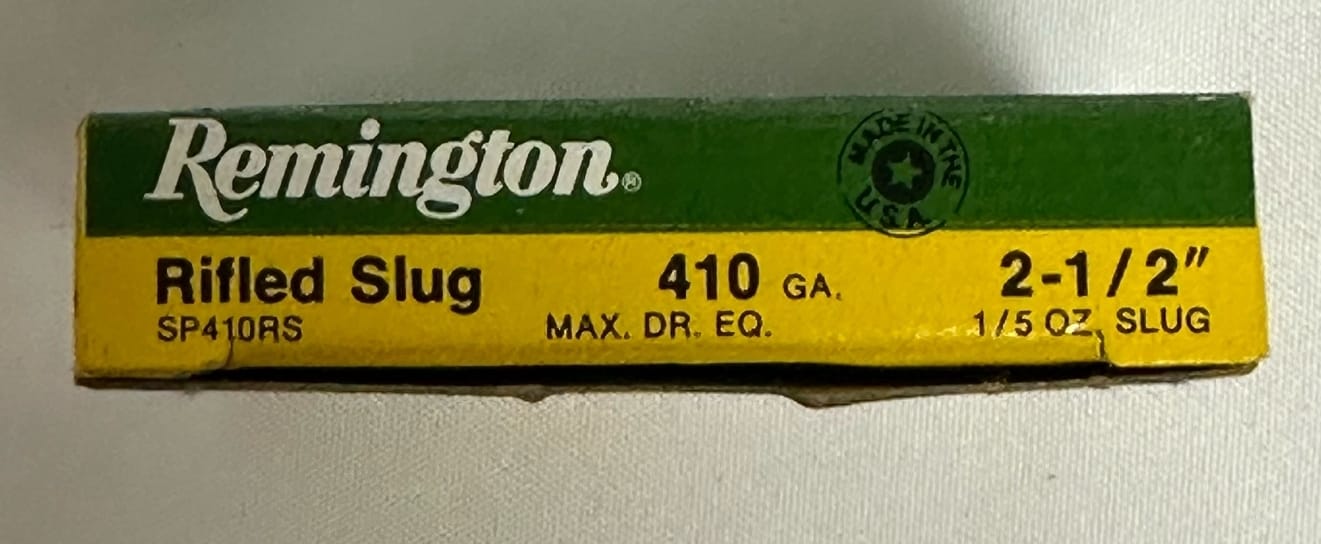 Remington®
MADE IN THE
U.S.A.
Rifled Slug 410 GA. 2-1/2"
SP410RS MAX. DR. EQ. 1/5 OZ. SLUG